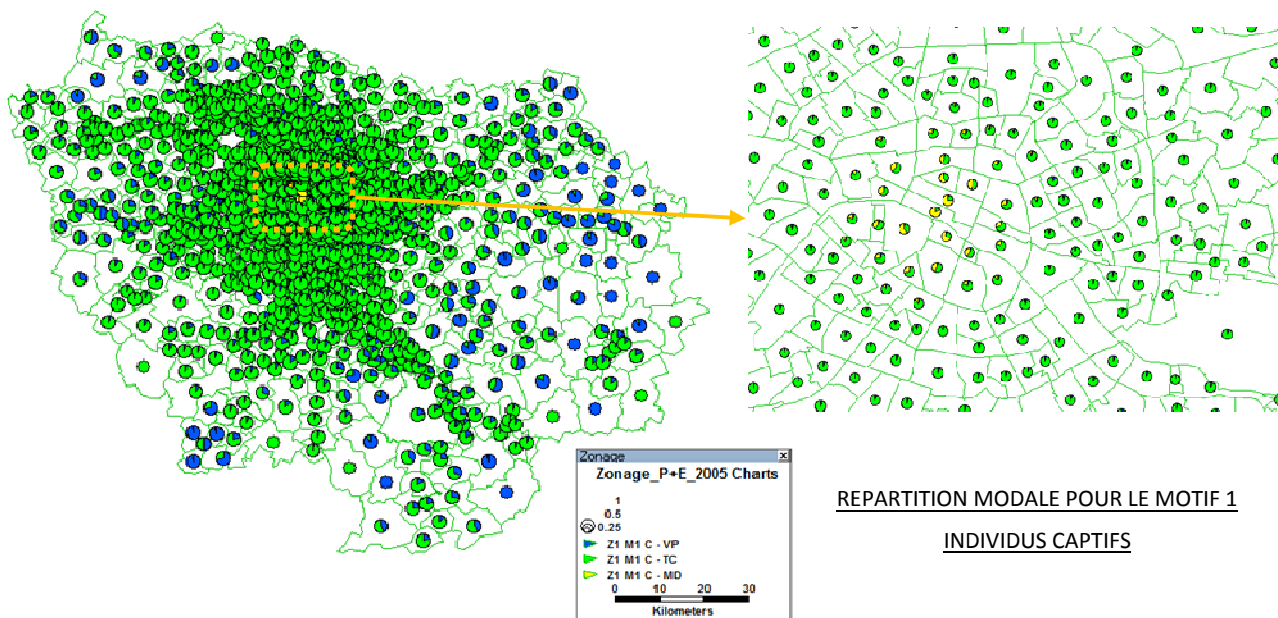 Zonage
Zonage_P+E_2005 Charts
1
0.5
0.25
Z1 M1 C - VP
Z1 M1 C - TC
Z1 M1 C - MD
0 10 20 30
Kilometers
REPARTITION MODALE POUR LE MOTIF 1
INDIVIDUS CAPTIFS